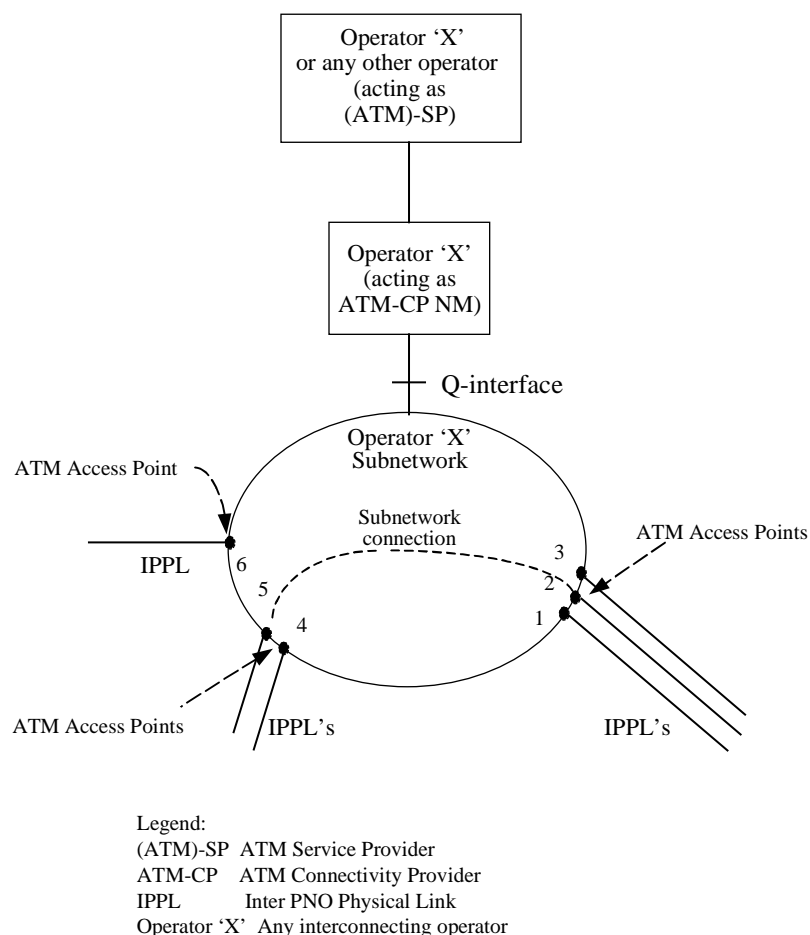 Operator ‘X’
or any other operator
(acting as
(ATM)-SP)
Operator ‘X’
(acting as
ATM-CP NM)
Q-interface
Operator ‘X’
Subnetwork
ATM Access Point
Subnetwork
connection
ATM Access Points
3
IPPL
6
2
5
1
4
ATM Access Points
IPPL's
IPPL's
Legend:
(ATM)-SP ATM Service Provider
ATM-CP ATM Connectivity Provider
IPPL Inter PNO Physical Link
Operator ‘X’ Any interconnecting operator